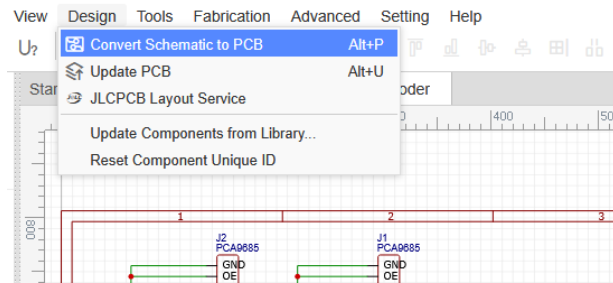 View Design Tools Fabrication Advanced Setting Help
U?
Convert Schematic to PCB Alt+P
Update PCB Alt+U
JLCPCB Layout Service
Update Components from Library...
Reset Component Unique ID
Star
oder
400
800
1 2 3
J2 J1
PCA9685 PCA9685
GND GND
OE OE